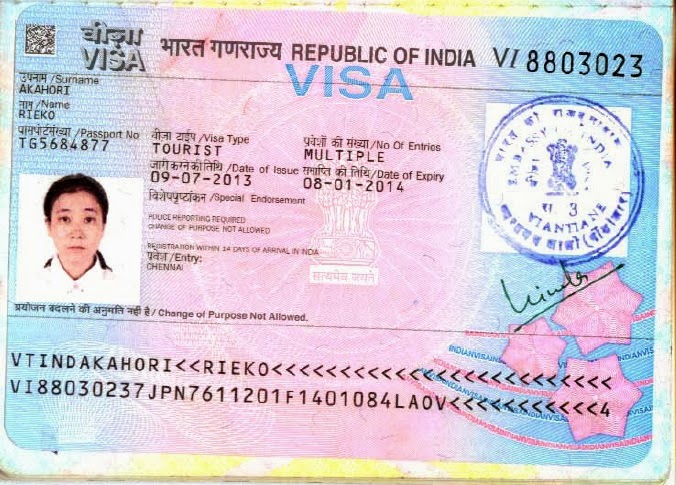 वीज़ा
VISA
भारत गणराज्य REPUBLIC OF INDIA
VI 8803023
VISA
उपनाम /Surname
AKAHORI
नाम /Name
RIEKO
पासपोर्ट संख्या /Passport No
TG5684877
वीज़ा टाईप /Visa Type
TOURIST
प्रवेशों की संख्या /No Of Entries
MULTIPLE
जारी करने की तिथि /Date of Issue
09-07-2013
समाप्ति की तिथि /Date of Expiry
08-01-2014
विशेष पृष्ठांकन /Special Endorsement
POLICE REPORTING REQUIRED
CHANGE OF PURPOSE NOT ALLOWED
REGISTRATION WITHIN 14 DAYS OF ARRIVAL IN INDIA
प्रवेश /Entry:
CHENNAI
सत्यमेव जयते
भारत का राजदूतावास
EMBASSY OF INDIA
रा 3
VIANTIANE
प्रयोजन बदलने की अनुमति नहीं है / Change of Purpose Not Allowed.
VTINDAKAHORI<<RIEKO<<<<<<<<<<<<<<<<<<<<<<<<
VI88030237JPN7611201F1401084LAOV<<<<<<<<<<<4